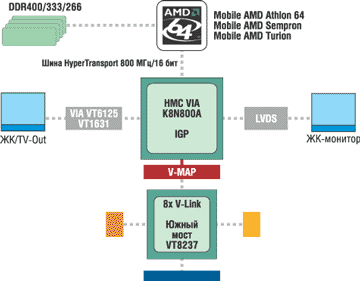 DDR400/333/266
AMD
64
Mobile AMD Athlon 64
Mobile AMD Sempron
Mobile AMD Turion
Шина HyperTransport 800 МГц/16 бит
VIA VT6125
VT1631
HMC VIA
K8N800A
IGP
LVDS
ЖК/TV-Out
ЖК-монитор
V-MAP
8x V-Link
Южный
мост
VT8237